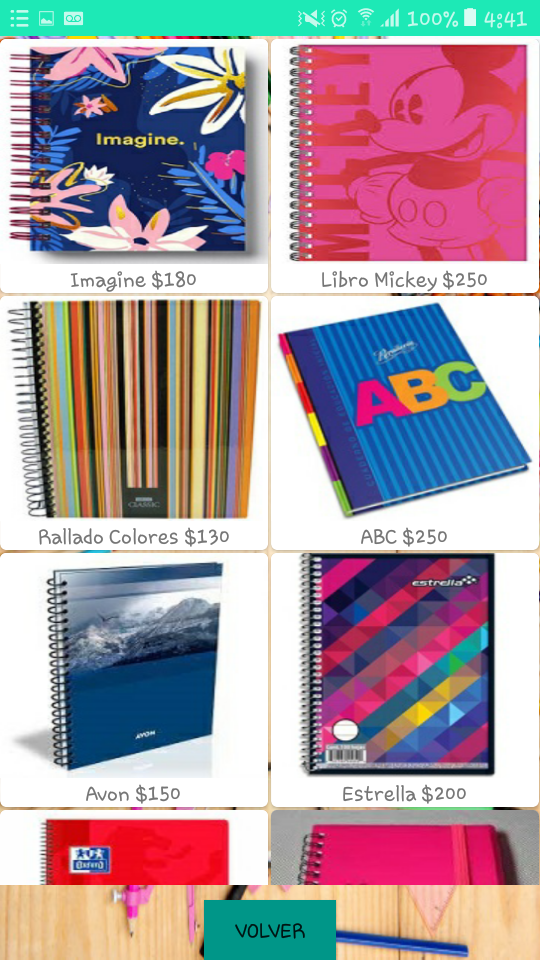 100% 4:41
Imagine.
MICKEY
Imagine $180
Libro Mickey $250
CLASSIC
Rallado Colores $130
ABC
ABC $250
AVON
estrella
Avon $150
Estrella $200
OXFORD
VOLVER